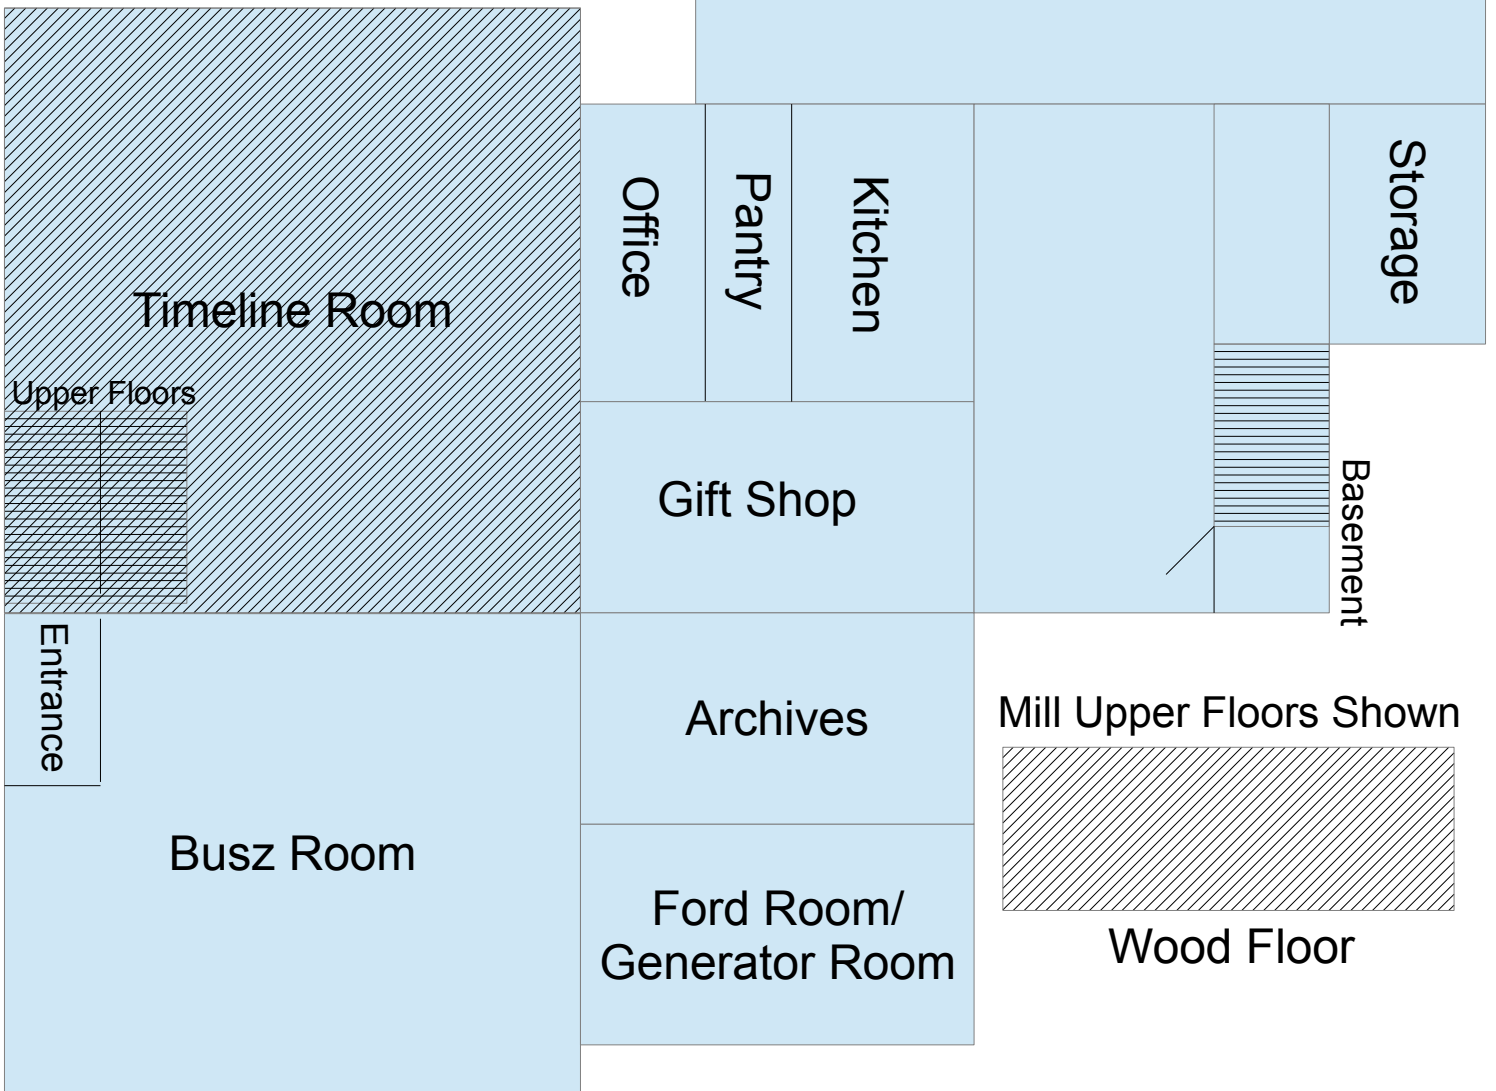 Office
Pantry
Kitchen
Storage
Timeline Room
Upper Floors
Gift Shop
Basement
Entrance
Archives
Mill Upper Floors Shown
Busz Room
Ford Room/
Generator Room
Wood Floor